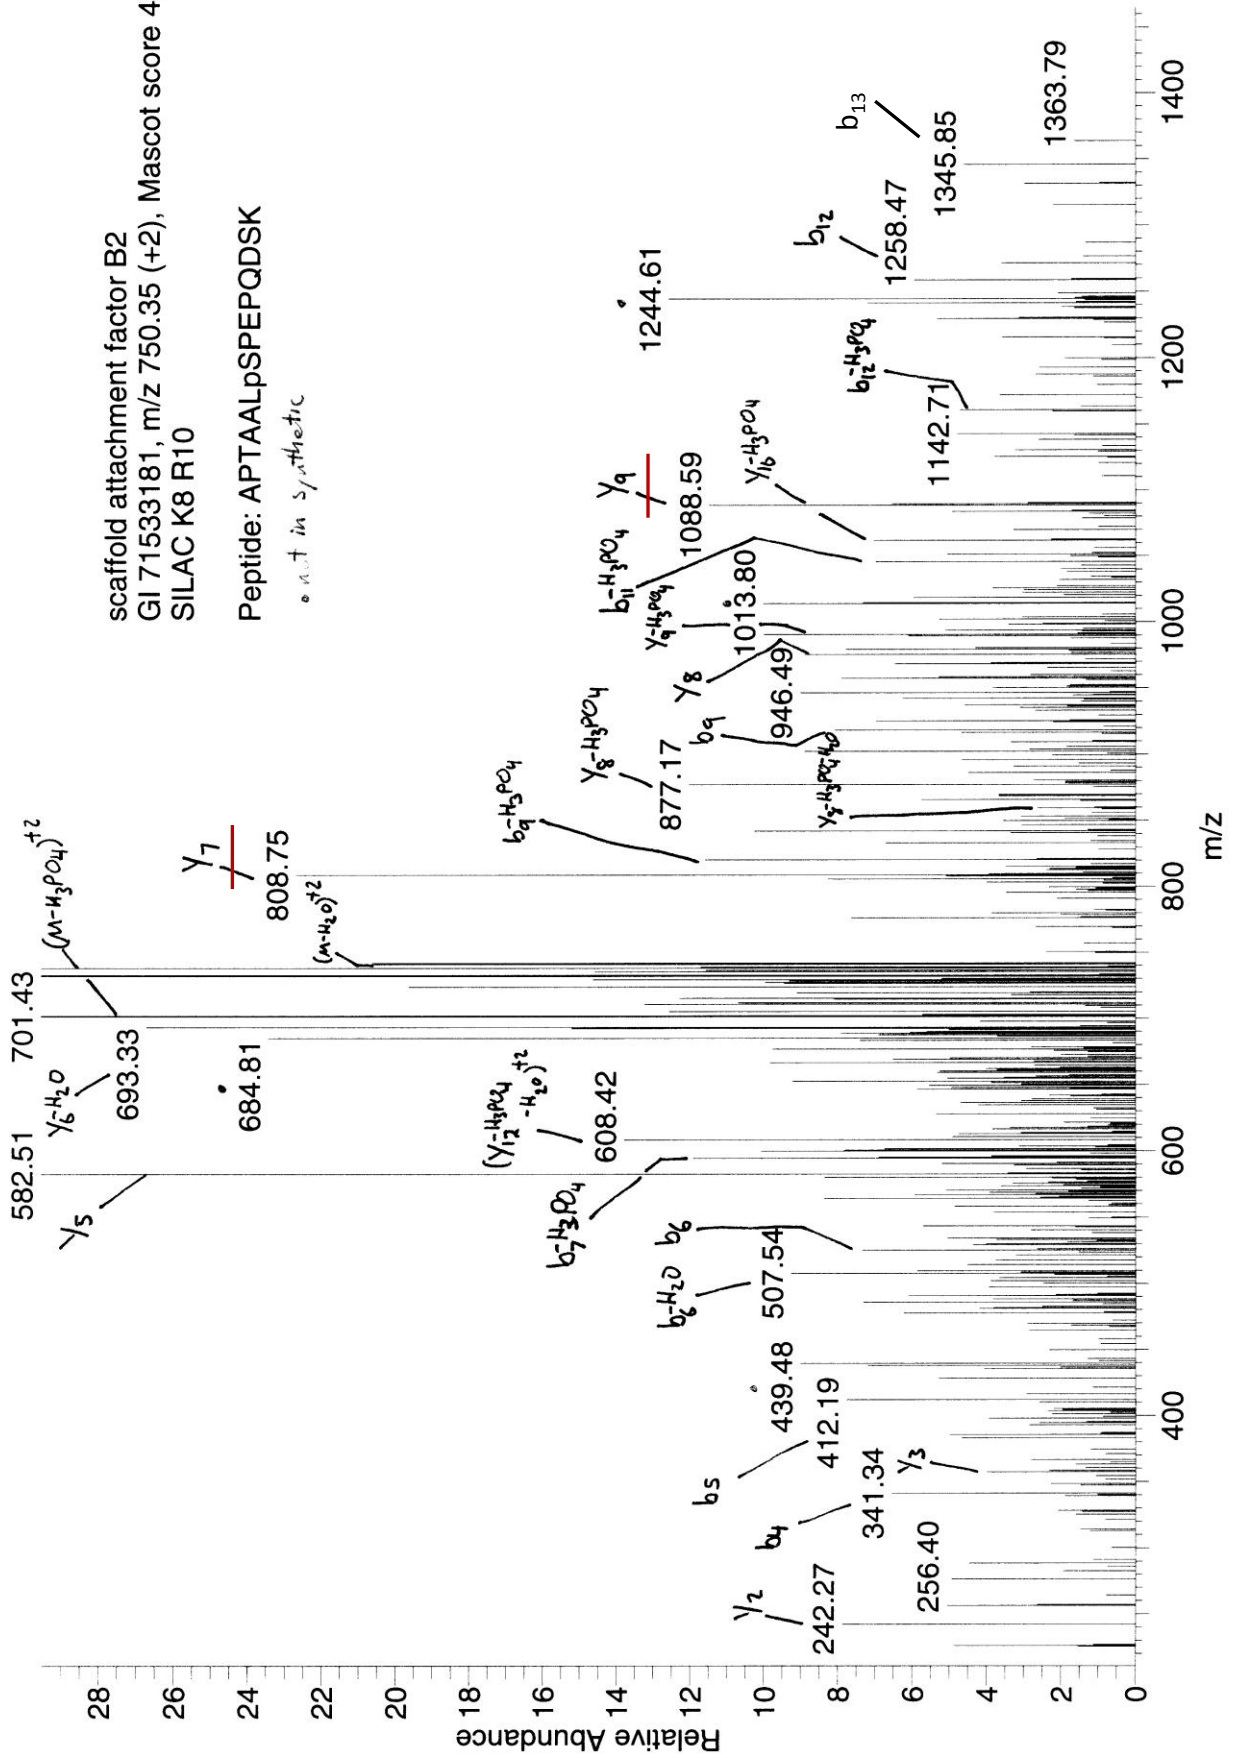 scaffold attachment factor B2
GI 71533181, m/z 750.35 (+2), Mascot score 4
SILAC K8 R10
Peptide: APTAALpSPEPQDSK
• not in synthetic
Relative Abundance
28
26
24
22
20
18
16
14
12
10
8
6
4
2
0
y2
242.27
256.40
b4
341.34
y3
b5
412.19
439.48
b6-H2O
507.54
b6
y5
582.51
b7-H3PO4
(y12-H3PO4
-H2O)+2
608.42
684.81
y6-H2O
693.33
701.43
(M-H3PO4)+2
(M-H2O)+2
y7
808.75
b9-H3PO4
y8-H3PO4-H2O
y8-H3PO4
877.17
b9
946.49
y8
y9-H3PO4
1013.80
b11-H3PO4
y10-H3PO4
y9
1088.59
1142.71
b12-H3PO4
1244.61
b12
1258.47
b13
1345.85
1363.79
400
600
800
1000
1200
1400
m/z